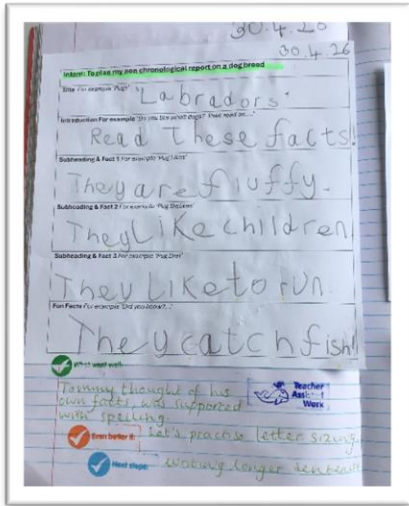 30.4.26
30.4.26
Intent: To plan my non chronological report on a dog breed
Title For example 'Pugs'
'Labradors'
Introduction For example 'Do you like small dogs? Then read on...'
Read These facts!
Subheading & Fact 1 For example 'Pug Facts'
They are fluffy.
Subheading & Fact 2 For example
They Like children
Subheading & Fact 3 For example 'Pug Diet'
They Like to run.
Fun Facts For example 'Did you know?...'
They catch fish!
What went well:
Tommy thought of his
own facts, was supported
with spelling
Teacher
Assisted
Work
Even better if: Let's practise letter sizing
Next steps: writing longer sentences